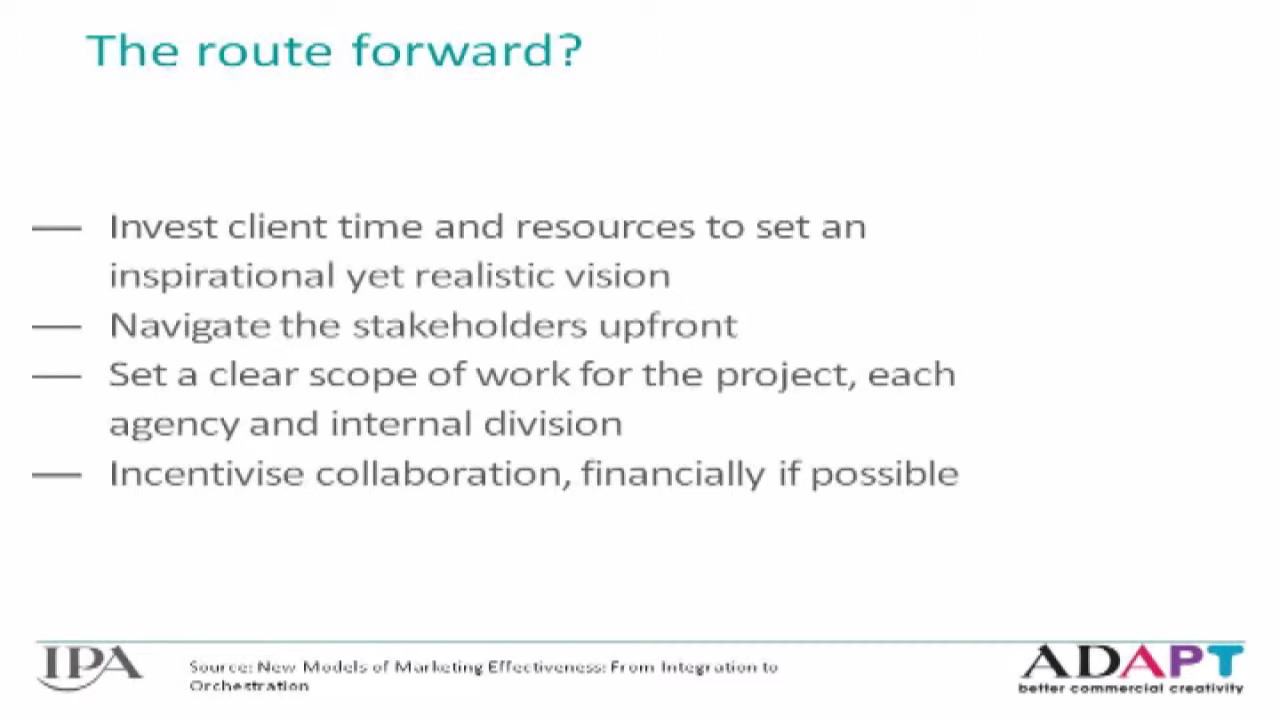 The route forward?
— Invest client time and resources to set an
inspirational yet realistic vision
— Navigate the stakeholders upfront
— Set a clear scope of work for the project, each
agency and internal division
— Incentivise collaboration, financially if possible
IPA
Source: New Models of Marketing Effectiveness: From Integration to
Orchestration
ADAPT
better commercial creativity